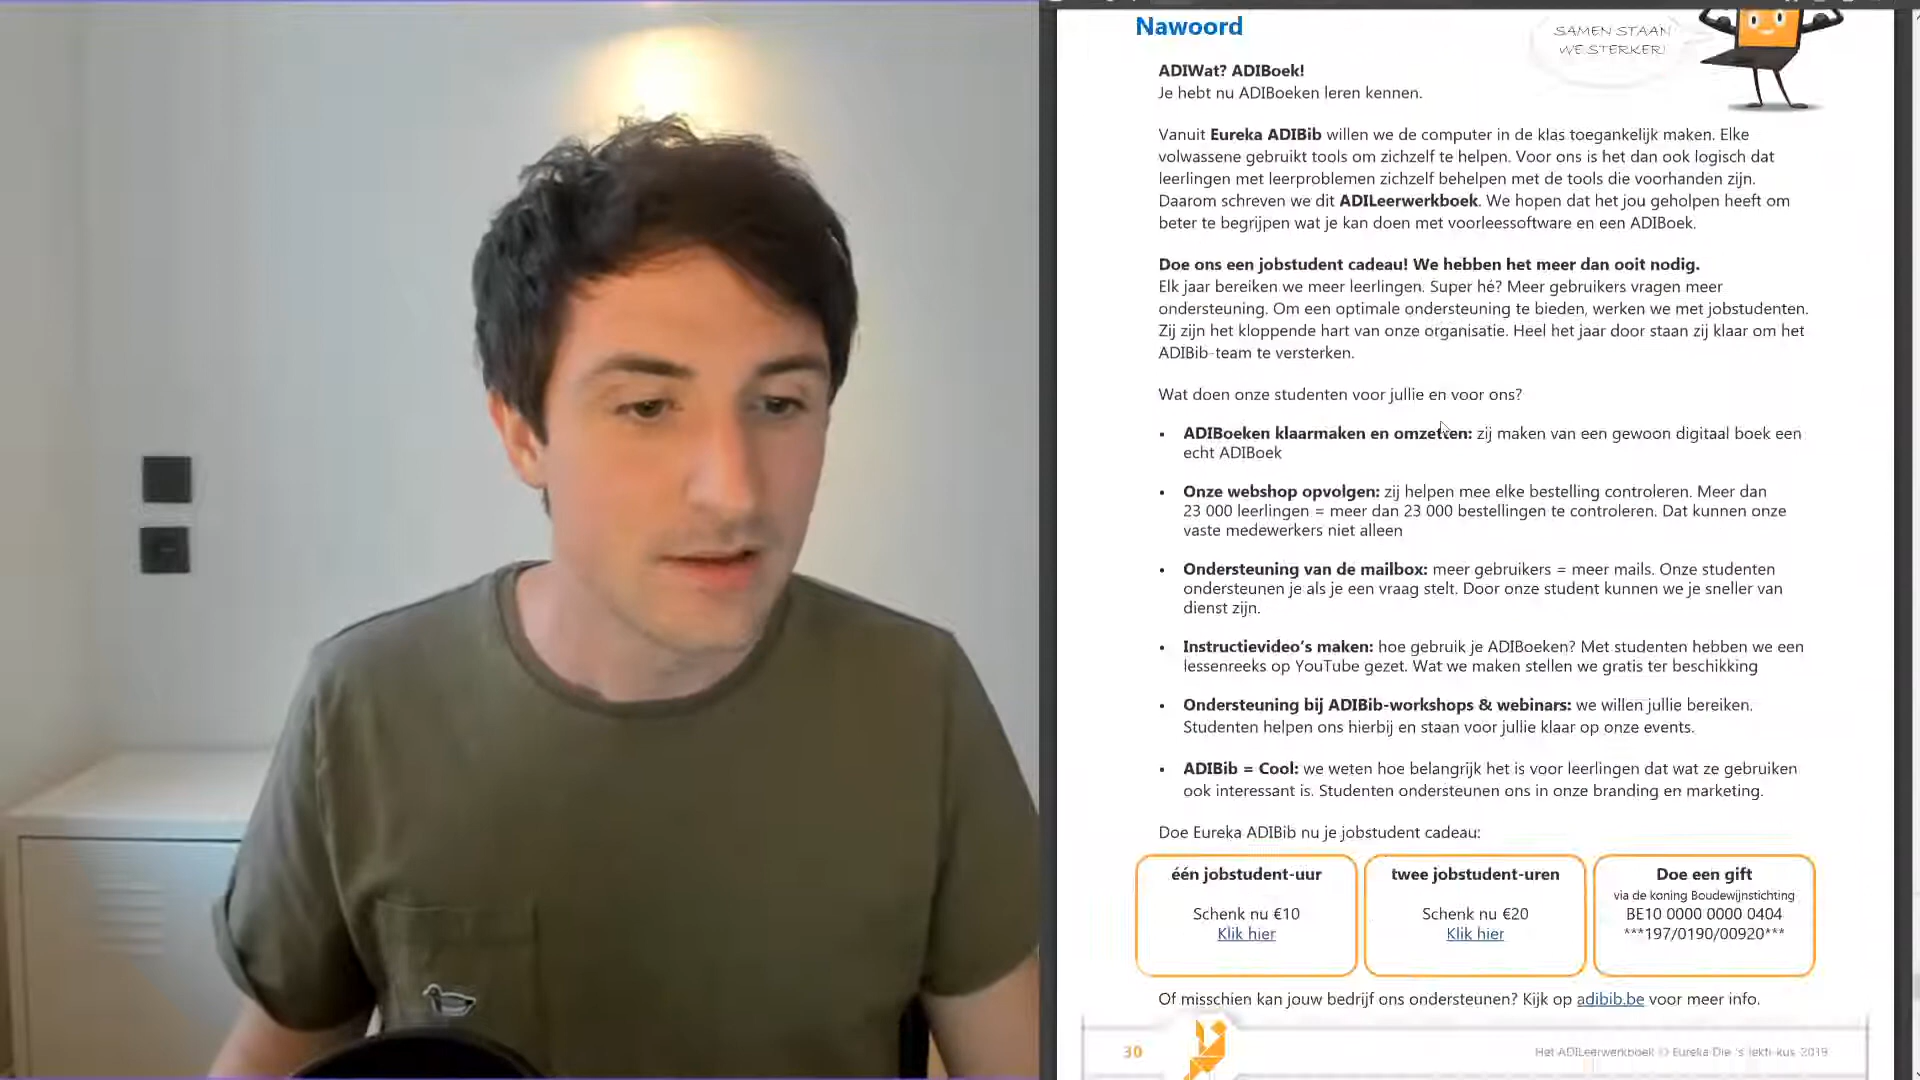 Nawoord
SAMEN STAAN
WE STERKER!
ADIWat? ADIBoek!
Je hebt nu ADIBoeken leren kennen.
Vanuit Eureka ADIBib willen we de computer in de klas toegankelijk maken. Elke
volwassene gebruikt tools om zichzelf te helpen. Voor ons is het dan ook logisch dat
leerlingen met leerproblemen zichzelf behelpen met de tools die voorhanden zijn.
Daarom schreven we dit ADILeerwerkboek. We hopen dat het jou geholpen heeft om
beter te begrijpen wat je kan doen met voorleessoftware en een ADIBoek.
Doe ons een jobstudent cadeau! We hebben het meer dan ooit nodig.
Elk jaar bereiken we meer leerlingen. Super hé? Meer gebruikers vragen meer
ondersteuning. Om een optimale ondersteuning te bieden, werken we met jobstudenten.
Zij zijn het kloppende hart van onze organisatie. Heel het jaar door staan zij klaar om het
ADIBib-team te versterken.
Wat doen onze studenten voor jullie en voor ons?
• ADIBoeken klaarmaken en omzetten: zij maken van een gewoon digitaal boek een
echt ADIBoek
• Onze webshop opvolgen: zij helpen mee elke bestelling controleren. Meer dan
23 000 leerlingen = meer dan 23 000 bestellingen te controleren. Dat kunnen onze
vaste medewerkers niet alleen
• Ondersteuning van de mailbox: meer gebruikers = meer mails. Onze studenten
ondersteunen je als je een vraag stelt. Door onze student kunnen we je sneller van
dienst zijn.
• Instructievideo's maken: hoe gebruik je ADIBoeken? Met studenten hebben we een
lessenreeks op YouTube gezet. Wat we maken stellen we gratis ter beschikking
• Ondersteuning bij ADIBib-workshops & webinars: we willen jullie bereiken.
Studenten helpen ons hierbij en staan voor jullie klaar op onze events.
• ADIBib = Cool: we weten hoe belangrijk het is voor leerlingen dat wat ze gebruiken
ook interessant is. Studenten ondersteunen ons in onze branding en marketing.
Doe Eureka ADIBib nu je jobstudent cadeau:
één jobstudent-uur
Schenk nu €10
Klik hier
twee jobstudent-uren
Schenk nu €20
Klik hier
Doe een gift
via de koning Boudewijnstichting
BE10 0000 0000 0404
***197/0190/00920***
Of misschien kan jouw bedrijf ons ondersteunen? Kijk op adibib.be voor meer info.
30
Het ADILeerwerkboek © Eureka Die-'s-lekti-kus 2019